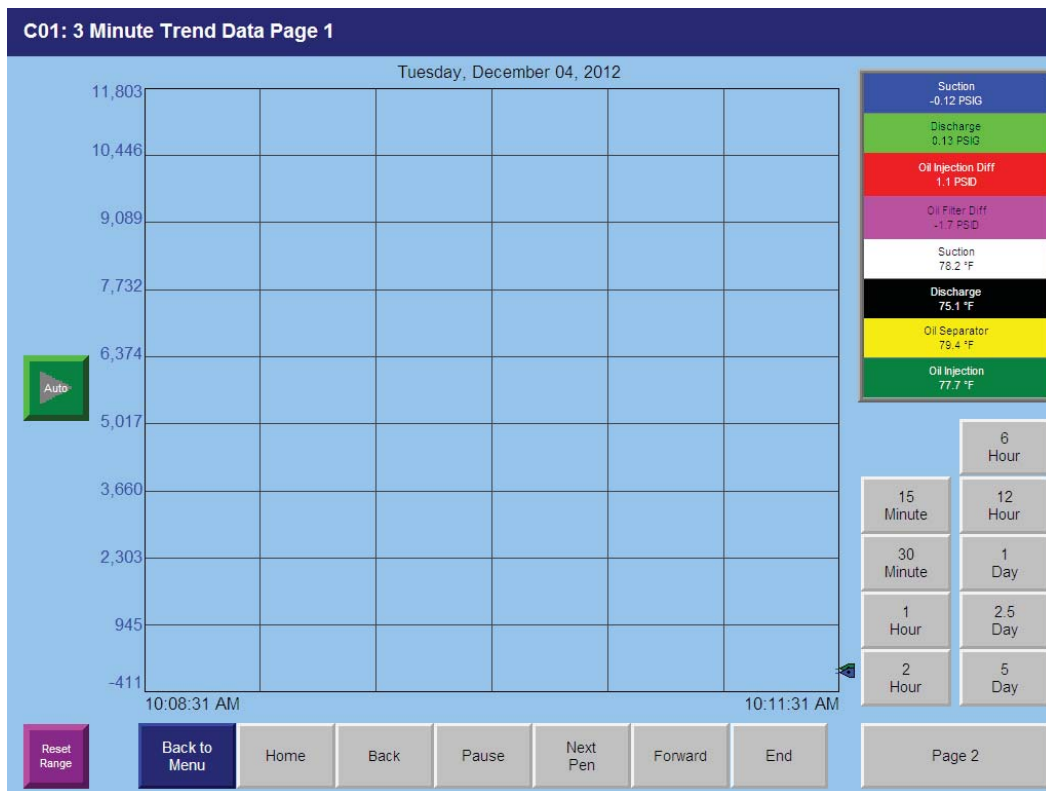 C01: 3 Minute Trend Data Page 1
Tuesday, December 04, 2012
11,803
10,446
9,089
7,732
6,374
5,017
3,660
2,303
945
-411
10:08:31 AM
10:11:31 AM
Auto
Suction
-0.12 PSIG
Discharge
0.13 PSIG
Oil Injection Diff
1.1 PSID
Oil Filter Diff
-1.7 PSID
Suction
78.2 °F
Discharge
75.1 °F
Oil Separator
79.4 °F
Oil Injection
77.7 °F
6
Hour
15
Minute
12
Hour
30
Minute
1
Day
1
Hour
2.5
Day
2
Hour
5
Day
Reset
Range
Back to
Menu
Home
Back
Pause
Next
Pen
Forward
End
Page 2